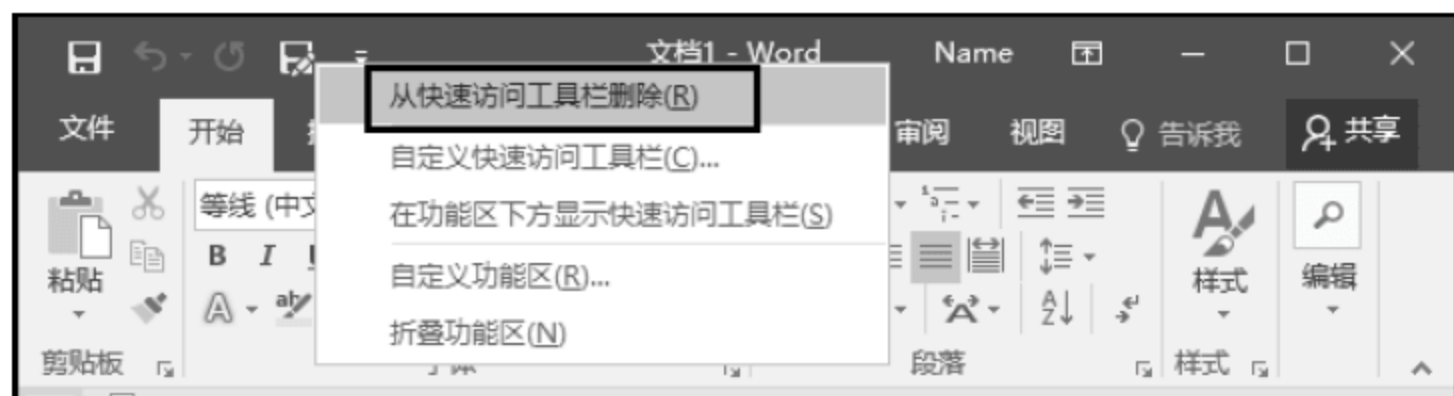 文档1 - Word Name
从快速访问工具栏删除(R)
文件 开始 审阅 视图 告诉我 共享
自定义快速访问工具栏(C)...
等线 (中文
在功能区下方显示快速访问工具栏(S)
B I
粘贴 样式 编辑
自定义功能区(R)...
折叠功能区(N)
剪贴板 段落 样式